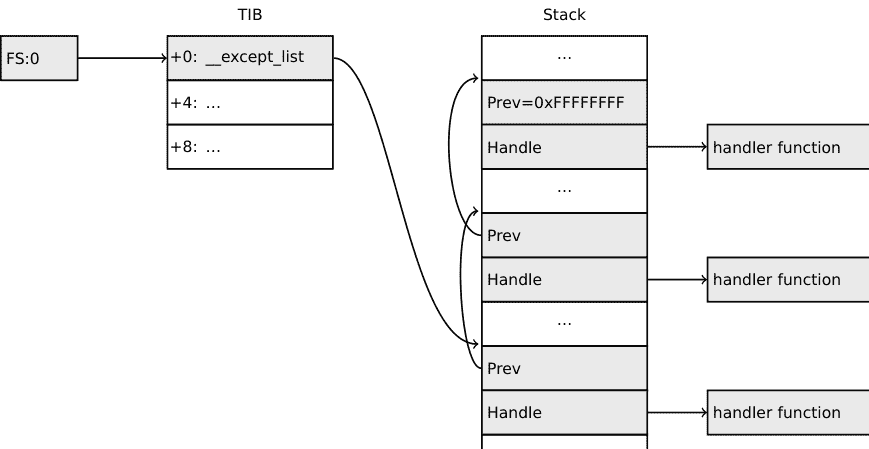 TIB
Stack
FS:0
+0: __except_list
+4: ...
+8: ...
...
Prev=0xFFFFFFFF
Handle
handler function
...
Prev
Handle
handler function
...
Prev
Handle
handler function